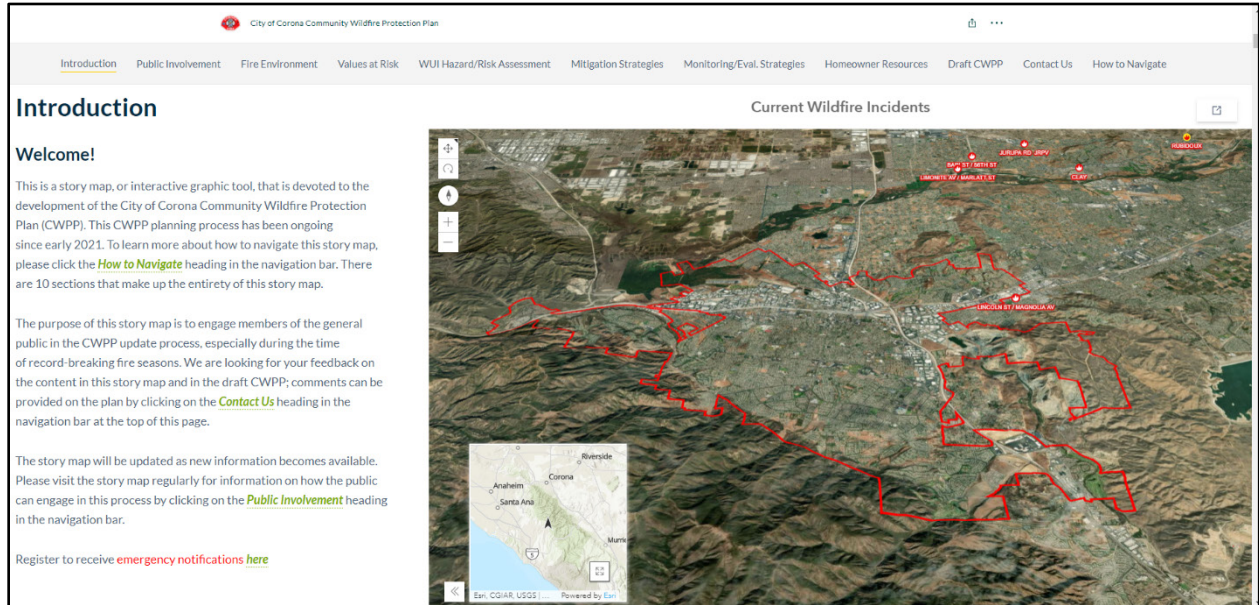 City of Corona Community Wildfire Protection Plan
Introduction Public Involvement Fire Environment Values at Risk WUI Hazard/Risk Assessment Mitigation Strategies Monitoring/Eval. Strategies Homeowner Resources Draft CWPP Contact Us How to Navigate
Introduction
Welcome!
This is a story map, or interactive graphic tool, that is devoted to the
development of the City of Corona Community Wildfire Protection
Plan (CWPP). This CWPP planning process has been ongoing
since early 2021. To learn more about how to navigate this story map,
please click the How to Navigate heading in the navigation bar. There
are 10 sections that make up the entirety of this story map.
The purpose of this story map is to engage members of the general
public in the CWPP update process, especially during the time
of record-breaking fire seasons. We are looking for your feedback on
the content in this story map and in the draft CWPP; comments can be
provided on the plan by clicking on the Contact Us heading in the
navigation bar at the top of this page.
The story map will be updated as new information becomes available.
Please visit the story map regularly for information on how the public
can engage in this process by clicking on the Public Involvement heading
in the navigation bar.
Register to receive emergency notifications here
Current Wildfire Incidents
RUBIDOUX
JURUPA RD JRPV
LIMONITE AV / MARLATT ST
CLAY
LINCOLN ST / MAGNOLIA AV
Riverside
Corona
Anaheim
Santa Ana
5
Murri
Esri, CGIAR, USGS | ... Powered by Esri